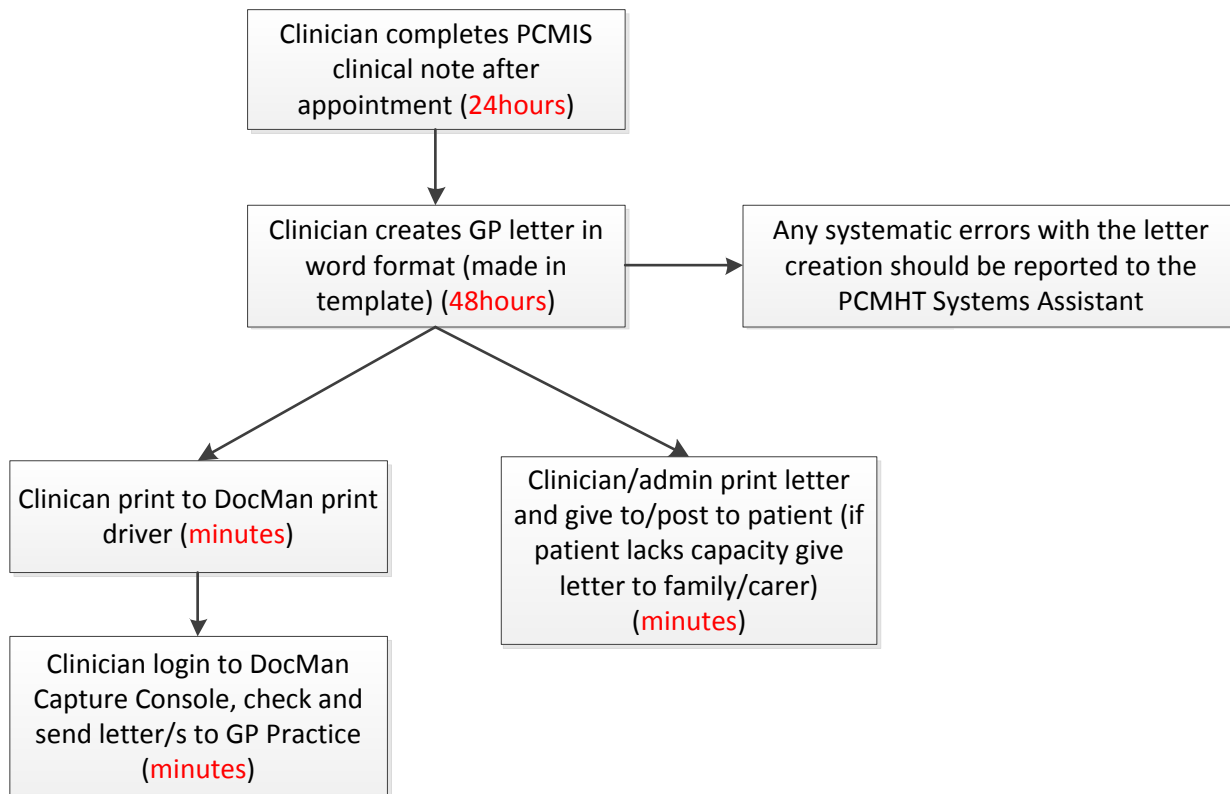 Clinician completes PCMIS
clinical note after
appointment (24hours)
Clinician creates GP letter in
word format (made in
template) (48hours)
Any systematic errors with the letter
creation should be reported to the
PCMHT Systems Assistant
Clinican print to DocMan print
driver (minutes)
Clinician/admin print letter
and give to/post to patient (if
patient lacks capacity give
letter to family/carer)
(minutes)
Clinician login to DocMan
Capture Console, check and
send letter/s to GP Practice
(minutes)